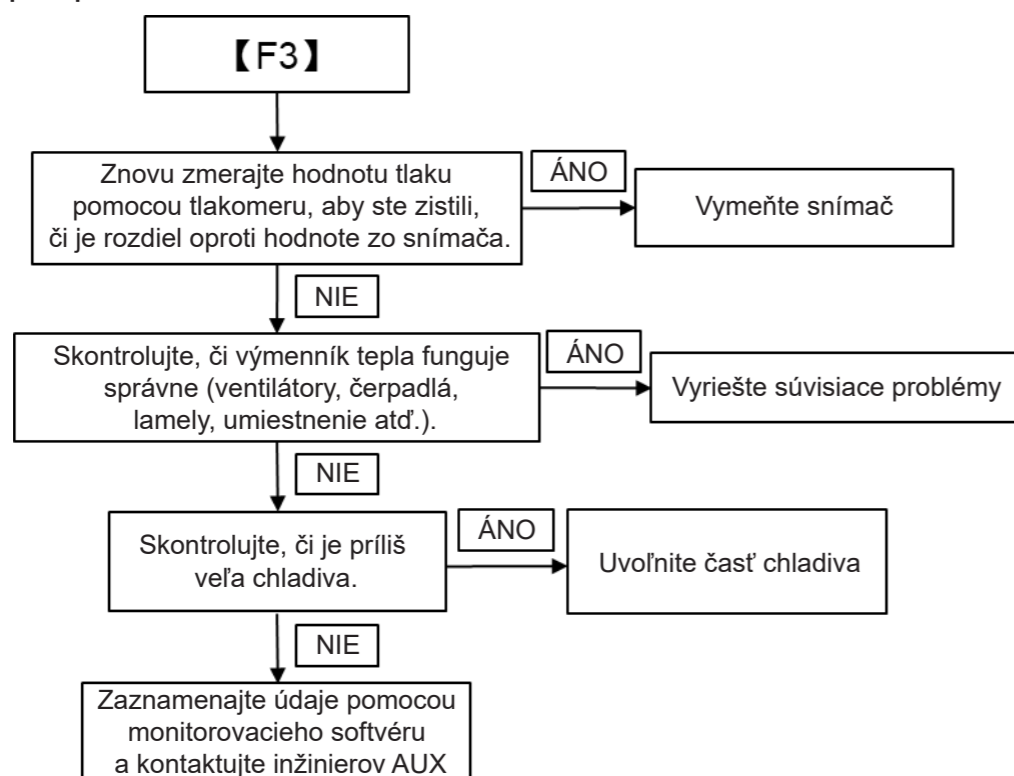 【F3】
Znovu zmerajte hodnotu tlaku
pomocou tlakomeru, aby ste zistili,
či je rozdiel oproti hodnote zo snímača.
ÁNO
Vymeňte snímač
NIE
Skontrolujte, či výmenník tepla funguje
správne (ventilátory, čerpadlá,
lamely, umiestnenie atď.).
ÁNO
Vyriešte súvisiace problémy
NIE
Skontrolujte, či je príliš
veľa chladiva.
ÁNO
Uvoľnite časť chladiva
NIE
Zaznamenajte údaje pomocou
monitorovacieho softvéru
a kontaktujte inžinierov AUX